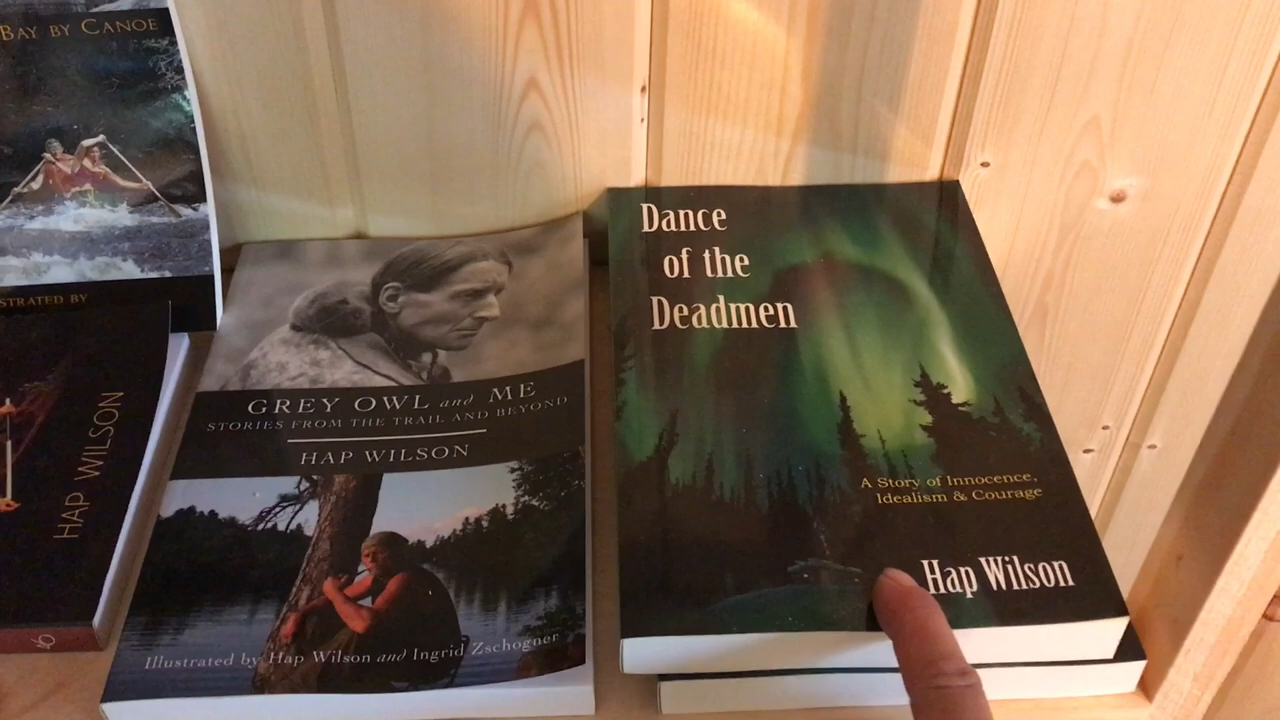 BAY BY CANOE
STRATED BY
HAP WILSON
GREY OWL and ME
STORIES FROM THE TRAIL AND BEYOND
HAP WILSON
Illustrated by Hap Wilson and Ingrid Zschogner
Dance
of the
Deadmen
A Story of Innocence,
Idealism & Courage
Hap Wilson